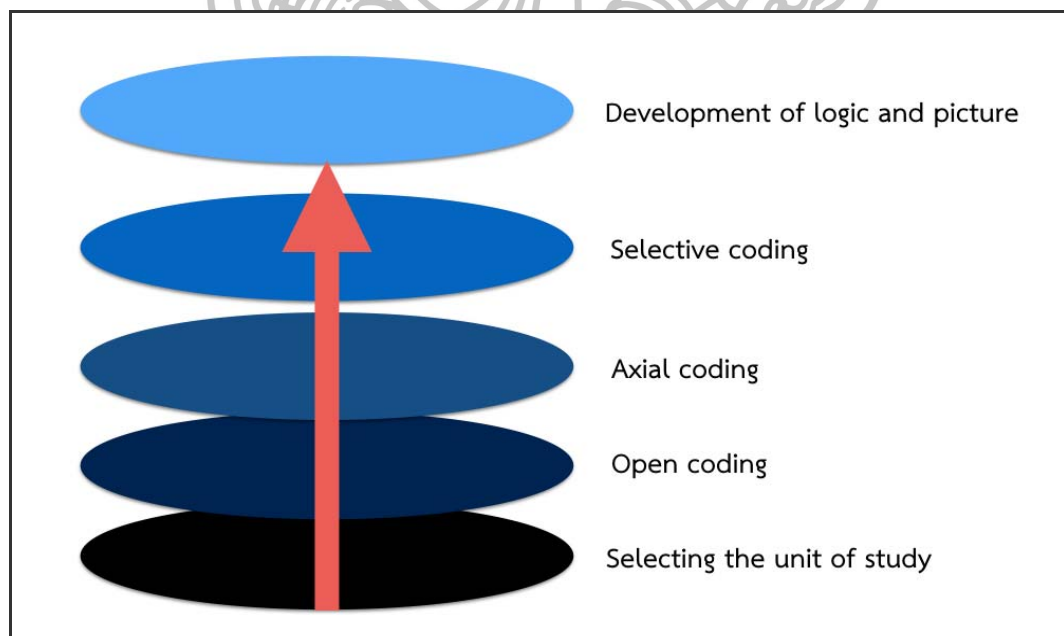 Development of logic and picture
Selective coding
Axial coding
Open coding
Selecting the unit of study